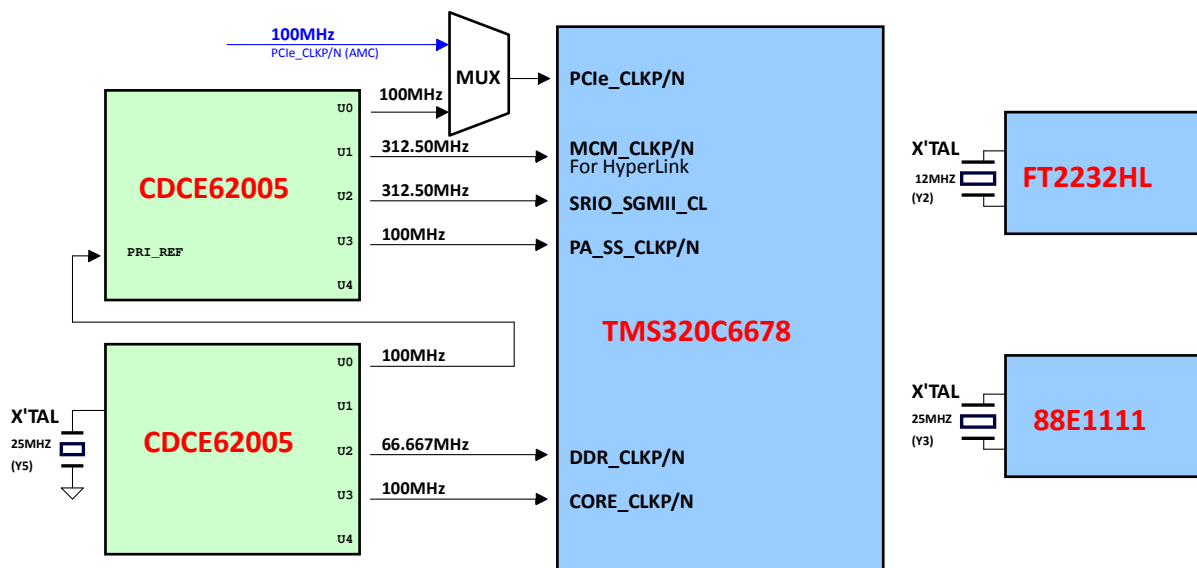 100MHz
PCIe_CLKP/N (AMC)
MUX
PCIe_CLKP/N
100MHz
U0
U1
312.50MHz
MCM_CLKP/N
For HyperLink
CDCE62005
U2
312.50MHz
SRIO_SGMII_CL
U3
100MHz
PA_SS_CLKP/N
PRI_REF
U4
TMS320C6678
U0
100MHz
U1
X'TAL
25MHZ
(Y5)
CDCE62005
U2
66.667MHz
DDR_CLKP/N
U3
100MHz
CORE_CLKP/N
U4
X'TAL
12MHZ
(Y2)
FT2232HL
X'TAL
25MHZ
(Y3)
88E1111